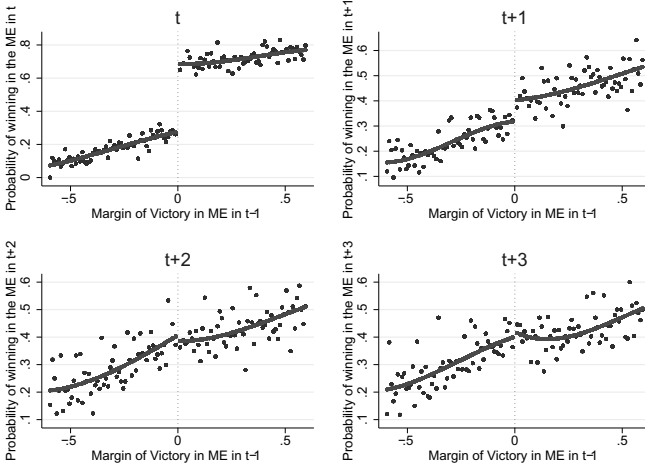 t
Probability of winning in the ME in t
.8
.6
.4
.2
0
−.5
0
.5
Margin of Victory in ME in t−1
t+1
Probability of winning in the ME in t+1
.6
.5
.4
.3
.2
.1
−.5
0
.5
Margin of Victory in ME in t−1
t+2
Probability of winning in the ME in t+2
.6
.5
.4
.3
.2
.1
−.5
0
.5
Margin of Victory in ME in t−1
t+3
Probability of winning in the ME in t+3
.6
.5
.4
.3
.2
.1
−.5
0
.5
Margin of Victory in ME in t−1